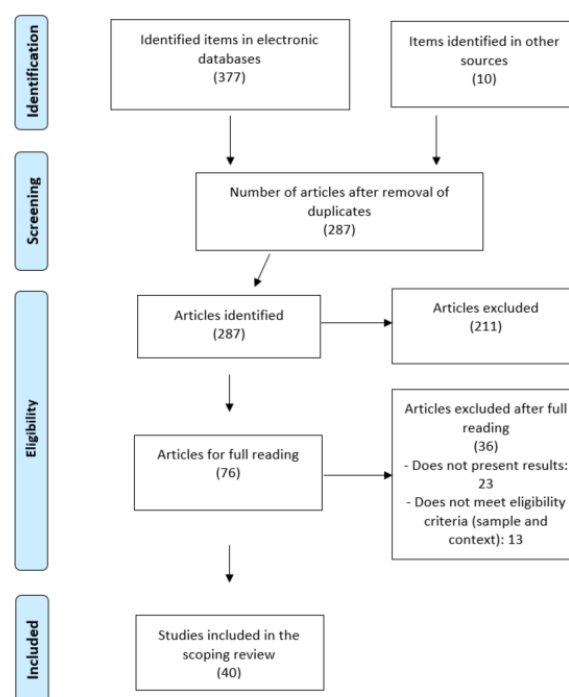 Identification
Identified items in electronic
databases
(377)
Items identified in other
sources
(10)
Screening
Number of articles after removal of
duplicates
(287)
Eligibility
Articles identified
(287)
Articles excluded
(211)
Articles for full reading
(76)
Articles excluded after full
reading
(36)
- Does not present results:
23
- Does not meet eligibility
criteria (sample and
context): 13
Included
Studies included in the
scoping review
(40)